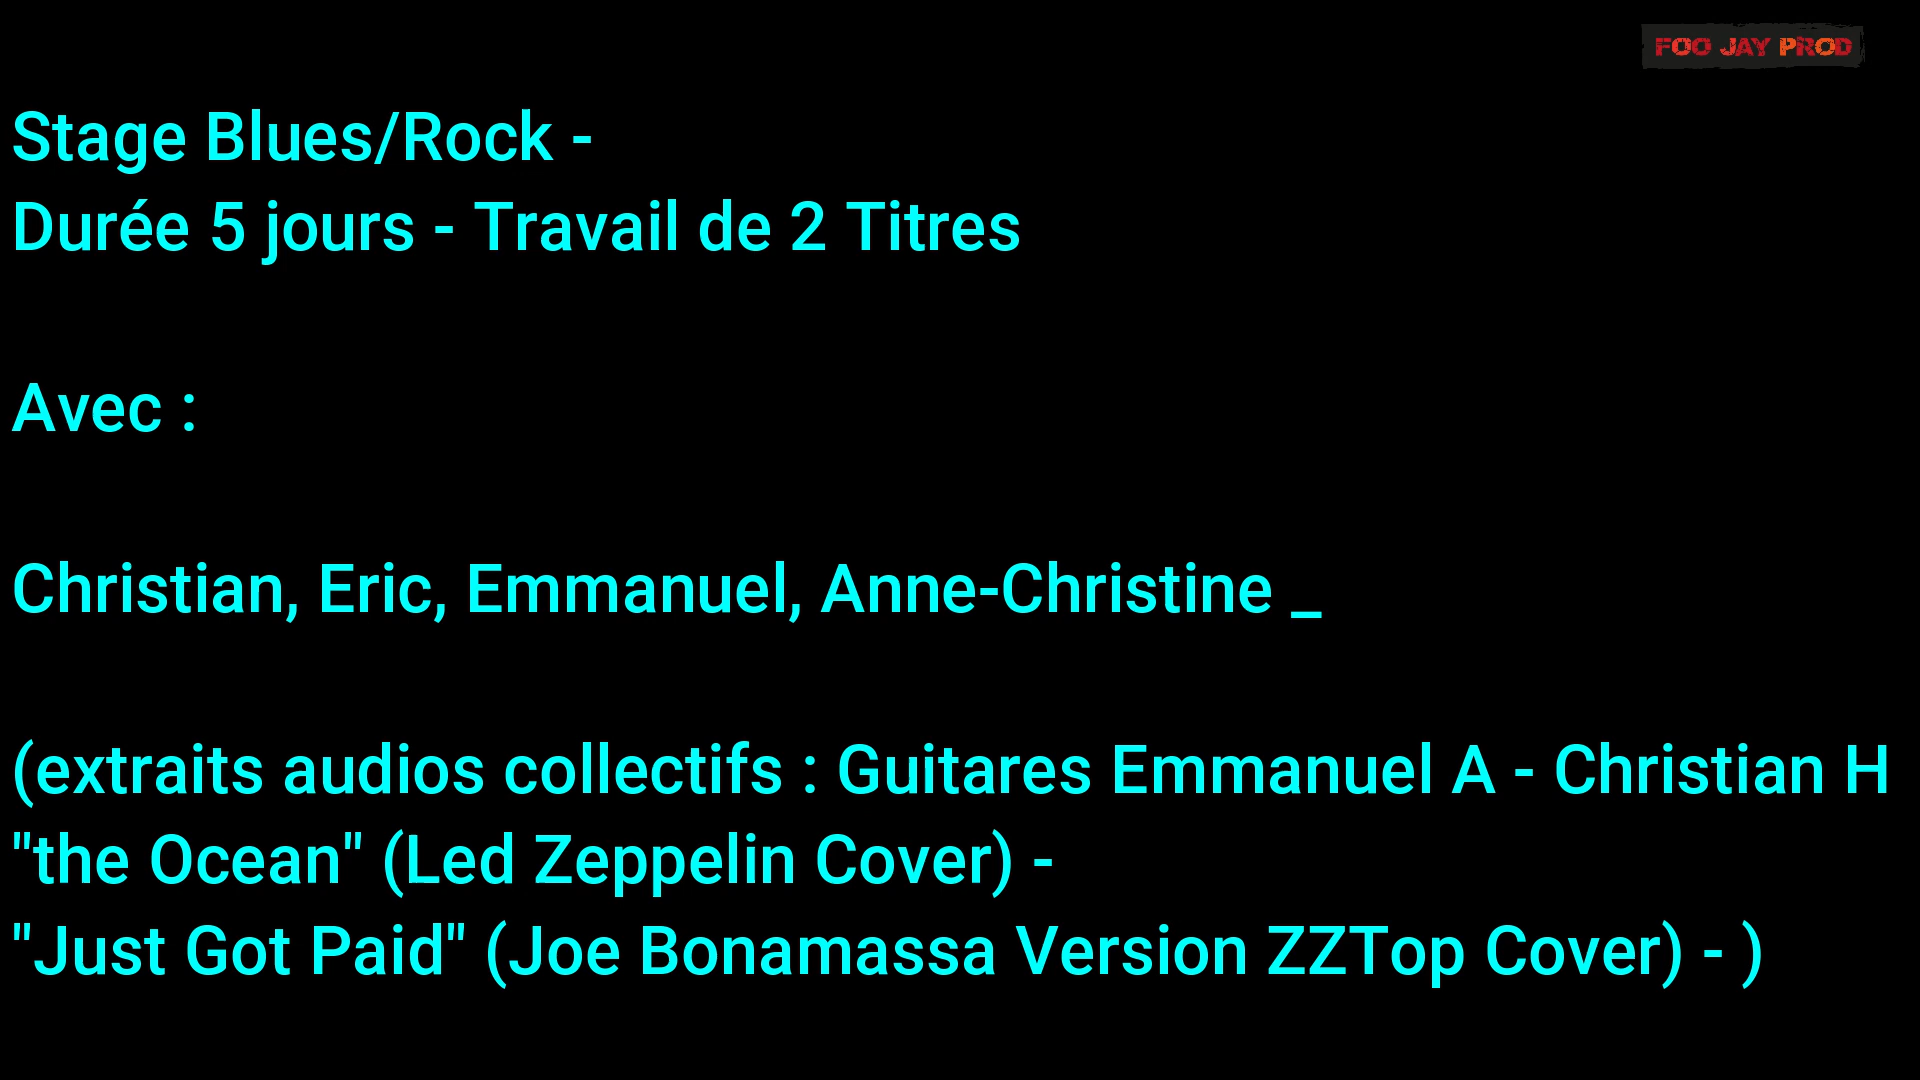 FOO JAY PROD
Stage Blues/Rock -
Durée 5 jours - Travail de 2 Titres
Avec :
Christian, Eric, Emmanuel, Anne-Christine _
(extraits audios collectifs : Guitares Emmanuel A - Christian H
"the Ocean" (Led Zeppelin Cover) -
"Just Got Paid" (Joe Bonamassa Version ZZTop Cover) - )